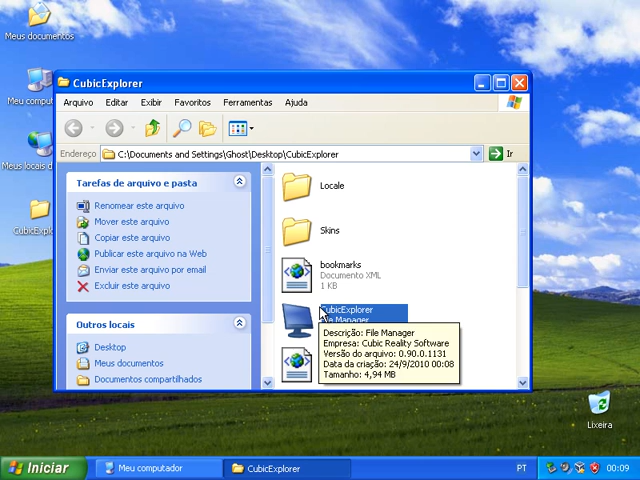 Meus documentos
CubicExplorer
Arquivo Editar Exibir Favoritos Ferramentas Ajuda
Endereço C:\Documents and Settings\Ghost\Desktop\CubicExplorer Ir
Meu comput
Meus locais d
CubicExplo
Tarefas de arquivo e pasta
Renomear este arquivo
Mover este arquivo
Copiar este arquivo
Publicar este arquivo na Web
Enviar este arquivo por email
Excluir este arquivo
Outros locais
Desktop
Meus documentos
Documentos compartilhados
Locale
Skins
bookmarks
Documento XML
1 KB
CubicExplorer
File Manager
Descrição: File Manager
Empresa: Cubic Reality Software
Versão do arquivo: 0.90.0.1131
Data da criação: 24/9/2010 00:08
Tamanho: 4,94 MB
Lixeira
Iniciar Meu computador CubicExplorer PT 00:09